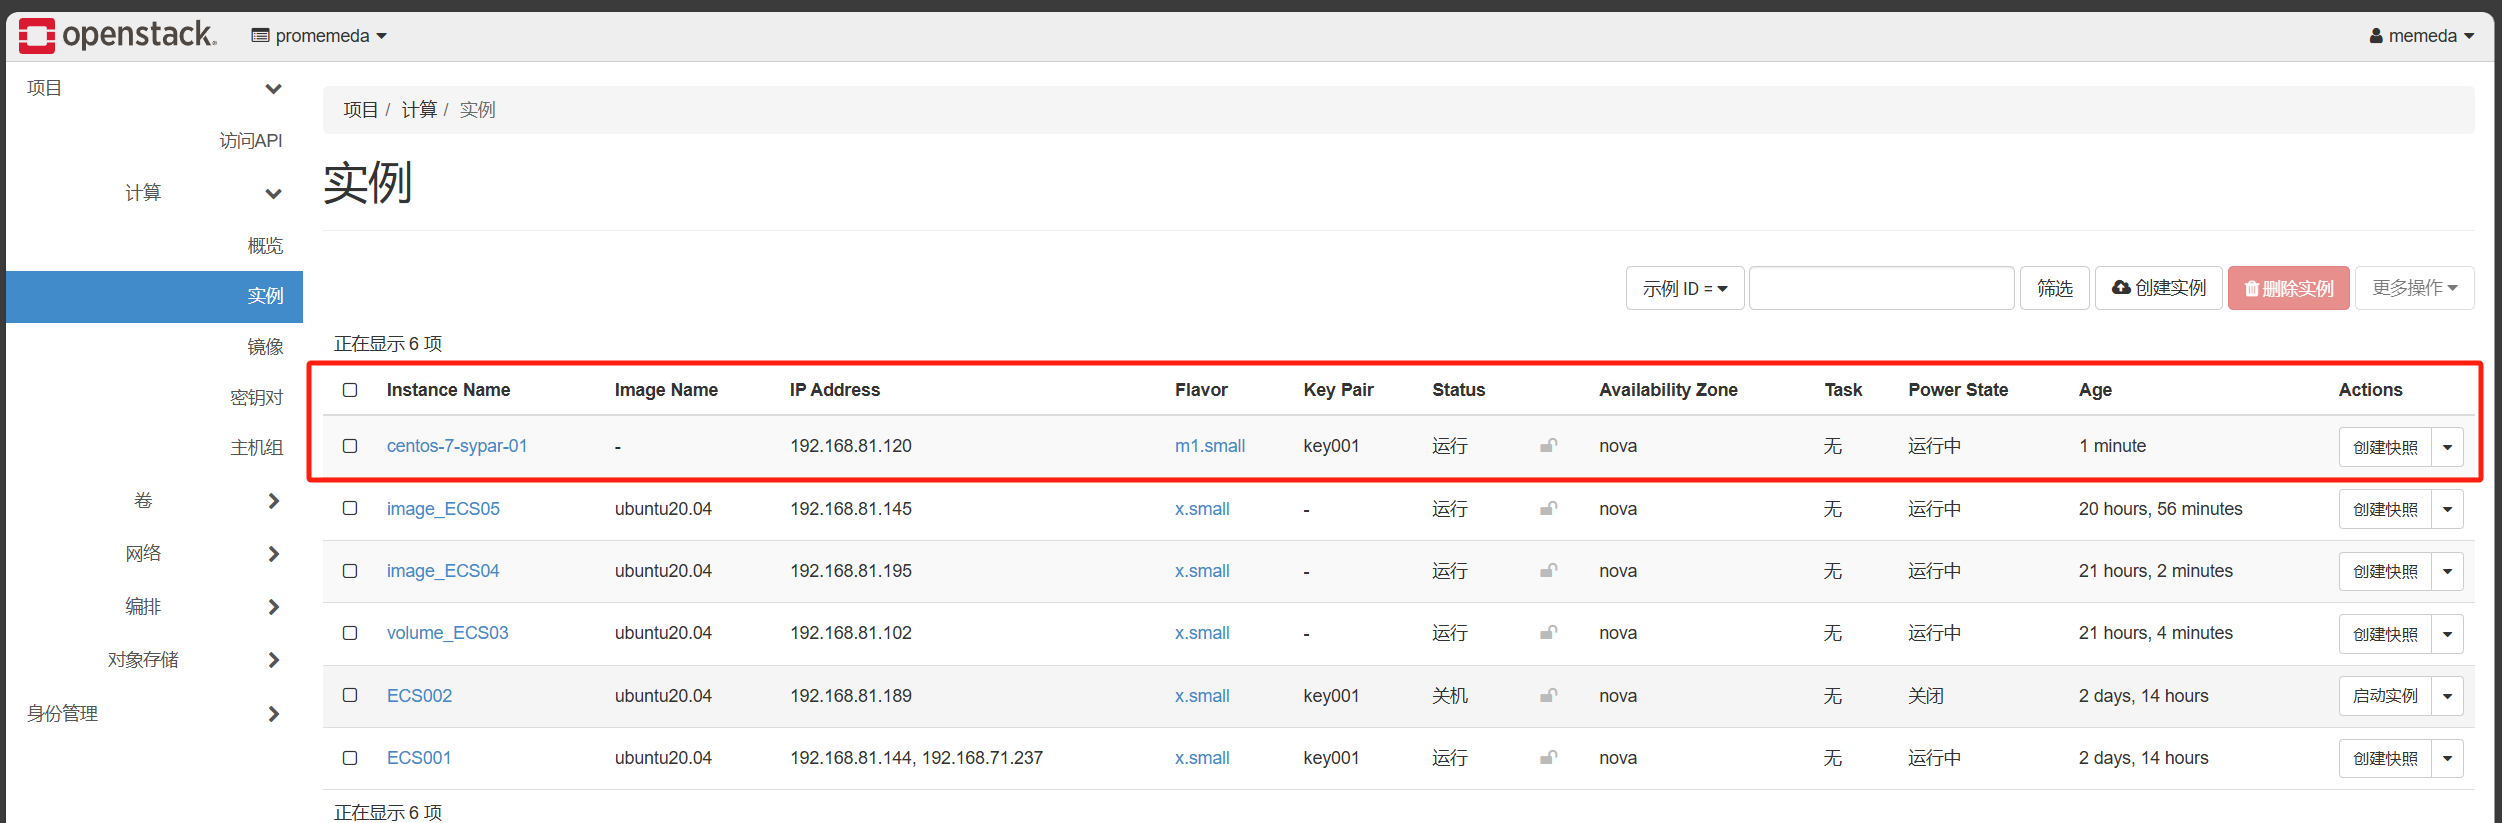 openstack. promemeda memeda
项目
访问API
计算
概览
实例
镜像
密钥对
主机组
卷
网络
编排
对象存储
身份管理
项目 / 计算 / 实例
实例
示例 ID = 筛选 创建实例 删除实例 更多操作
正在显示 6 项
Instance Name Image Name IP Address Flavor Key Pair Status Availability Zone Task Power State Age Actions
centos-7-sypar-01 - 192.168.81.120 m1.small key001 运行 nova 无 运行中 1 minute 创建快照
image_ECS05 ubuntu20.04 192.168.81.145 x.small - 运行 nova 无 运行中 20 hours, 56 minutes 创建快照
image_ECS04 ubuntu20.04 192.168.81.195 x.small - 运行 nova 无 运行中 21 hours, 2 minutes 创建快照
volume_ECS03 ubuntu20.04 192.168.81.102 x.small - 运行 nova 无 运行中 21 hours, 4 minutes 创建快照
ECS002 ubuntu20.04 192.168.81.189 x.small key001 关机 nova 无 关闭 2 days, 14 hours 启动实例
ECS001 ubuntu20.04 192.168.81.144, 192.168.71.237 x.small key001 运行 nova 无 运行中 2 days, 14 hours 创建快照
正在显示 6 项